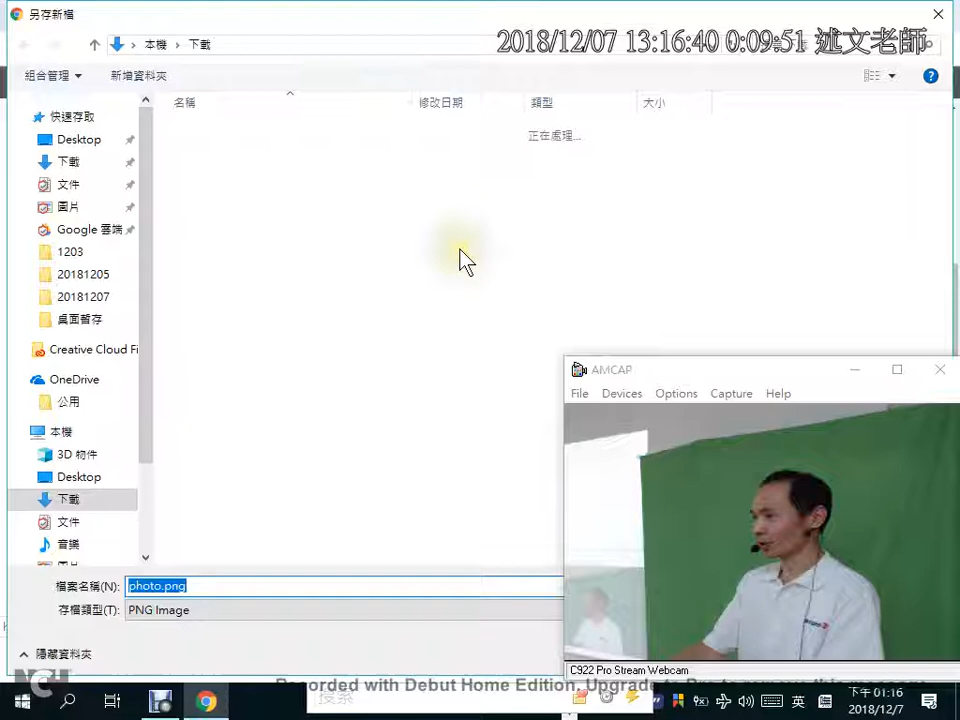 另存新檔
2018/12/07 13:16:40 0:09:51 述文老師
本機 › 下載
組合管理 新增資料夾
名稱 修改日期 類型 大小
正在處理...
快速存取
Desktop
下載
文件
圖片
Google 雲端
1203
20181205
20181207
桌面暫存
Creative Cloud Fi
OneDrive
公用
本機
3D 物件
Desktop
下載
文件
音樂
AMCAP
File Devices Options Capture Help
C922 Pro Stream Webcam
檔案名稱(N): photo.png
存檔類型(T): PNG Image
隱藏資料夾
NCH
Recorded with Debut Home Edition. Upgrade to Pro to remove this message
搜索
英
下午 01:16
2018/12/7